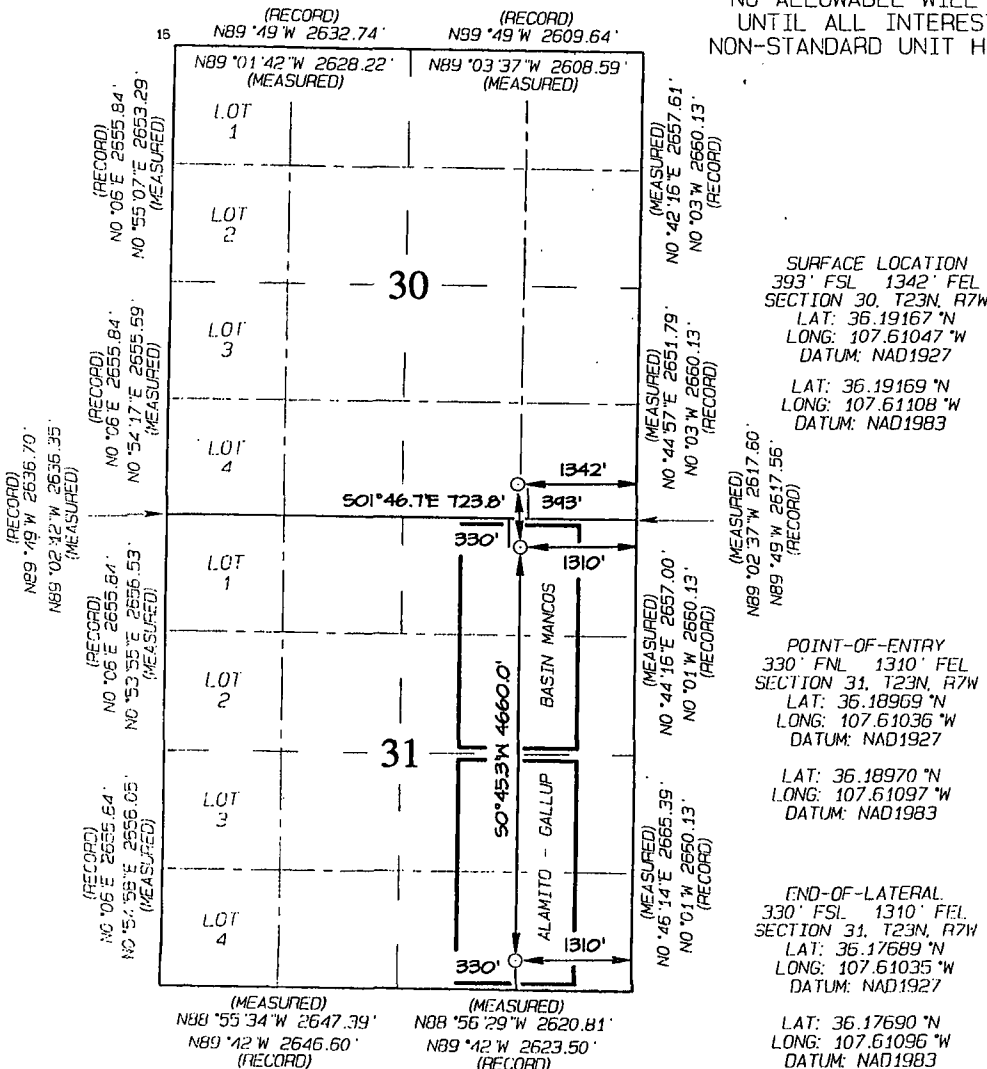 NO ALLOWABLE WILL
UNTIL ALL INTEREST
NON-STANDARD UNIT H
(RECORD)
N89°49'W 2632.74'
(RECORD)
N99°49'W 2609.64'
16
N89°01'42"W 2628.22'
(MEASURED)
N89°03'37"W 2608.59'
(MEASURED)
(RECORD)
N0°06'E 2655.84'
N0°55'07"E 2653.29'
(MEASURED)
LOT
1
LOT
2
30
LOT
3
LOT
4
(MEASURED)
N0°42'16"E 2657.61'
N0°03'W 2660.13'
(RECORD)
(RECORD)
N0°06'E 2655.84'
N0°54'17"E 2655.59'
(MEASURED)
(MEASURED)
N0°44'57"E 2651.79'
N0°03'W 2660.13'
(RECORD)
SURFACE LOCATION
393' FSL 1342' FEL
SECTION 30, T23N, R7W
LAT: 36.19167°N
LONG: 107.61047°W
DATUM: NAD1927
LAT: 36.19169°N
LONG: 107.61108°W
DATUM: NAD1983
(RECORD)
N89°49'W 2636.70'
N89°02'12"W 2635.35'
(MEASURED)
1342'
S01°46.7'E 723.8'
393'
(MEASURED)
N89°02'37"W 2617.60'
N89°49'W 2617.56'
(RECORD)
330'
1310'
(RECORD)
N0°06'E 2655.84'
N0°53'55"E 2656.53'
(MEASURED)
LOT
1
LOT
2
31
LOT
3
LOT
4
BASIN MANCOS
S0°45.3'W 4660.0'
ALAMITO - GALLUP
(MEASURED)
N0°44'16"E 2657.00'
N0°01'W 2660.13'
(RECORD)
POINT-OF-ENTRY
330' FNL 1310' FEL
SECTION 31, T23N, R7W
LAT: 36.18969°N
LONG: 107.61036°W
DATUM: NAD1927
LAT: 36.18970°N
LONG: 107.61097°W
DATUM: NAD1983
(RECORD)
N0°06'E 2655.64'
N0°54'58"E 2656.05'
(MEASURED)
(MEASURED)
N0°46'14"E 2665.39'
N0°01'W 2660.13'
(RECORD)
1310'
330'
END-OF-LATERAL
330' FSL 1310' FEL
SECTION 31, T23N, R7W
LAT: 36.17689°N
LONG: 107.61035°W
DATUM: NAD1927
LAT: 36.17690°N
LONG: 107.61096°W
DATUM: NAD1983
(MEASURED)
N88°55'34"W 2647.39'
N89°42'W 2646.60'
(RECORD)
(MEASURED)
N88°56'29"W 2620.81'
N89°42'W 2623.50'
(RECORD)